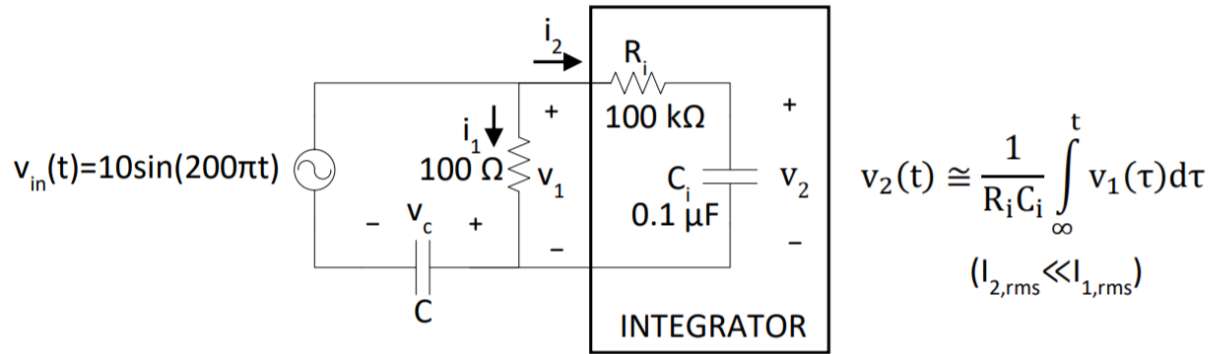 i2
Ri
100 kΩ
+
+
i1
100 Ω
v1
vin(t)=10sin(200πt)
Ci
0.1 μF
v2
v2(t) ≅ 1/RiCi ∫∞t v1(τ)dτ
− vc +
−
−
(I2,rms≪I1,rms)
C
INTEGRATOR